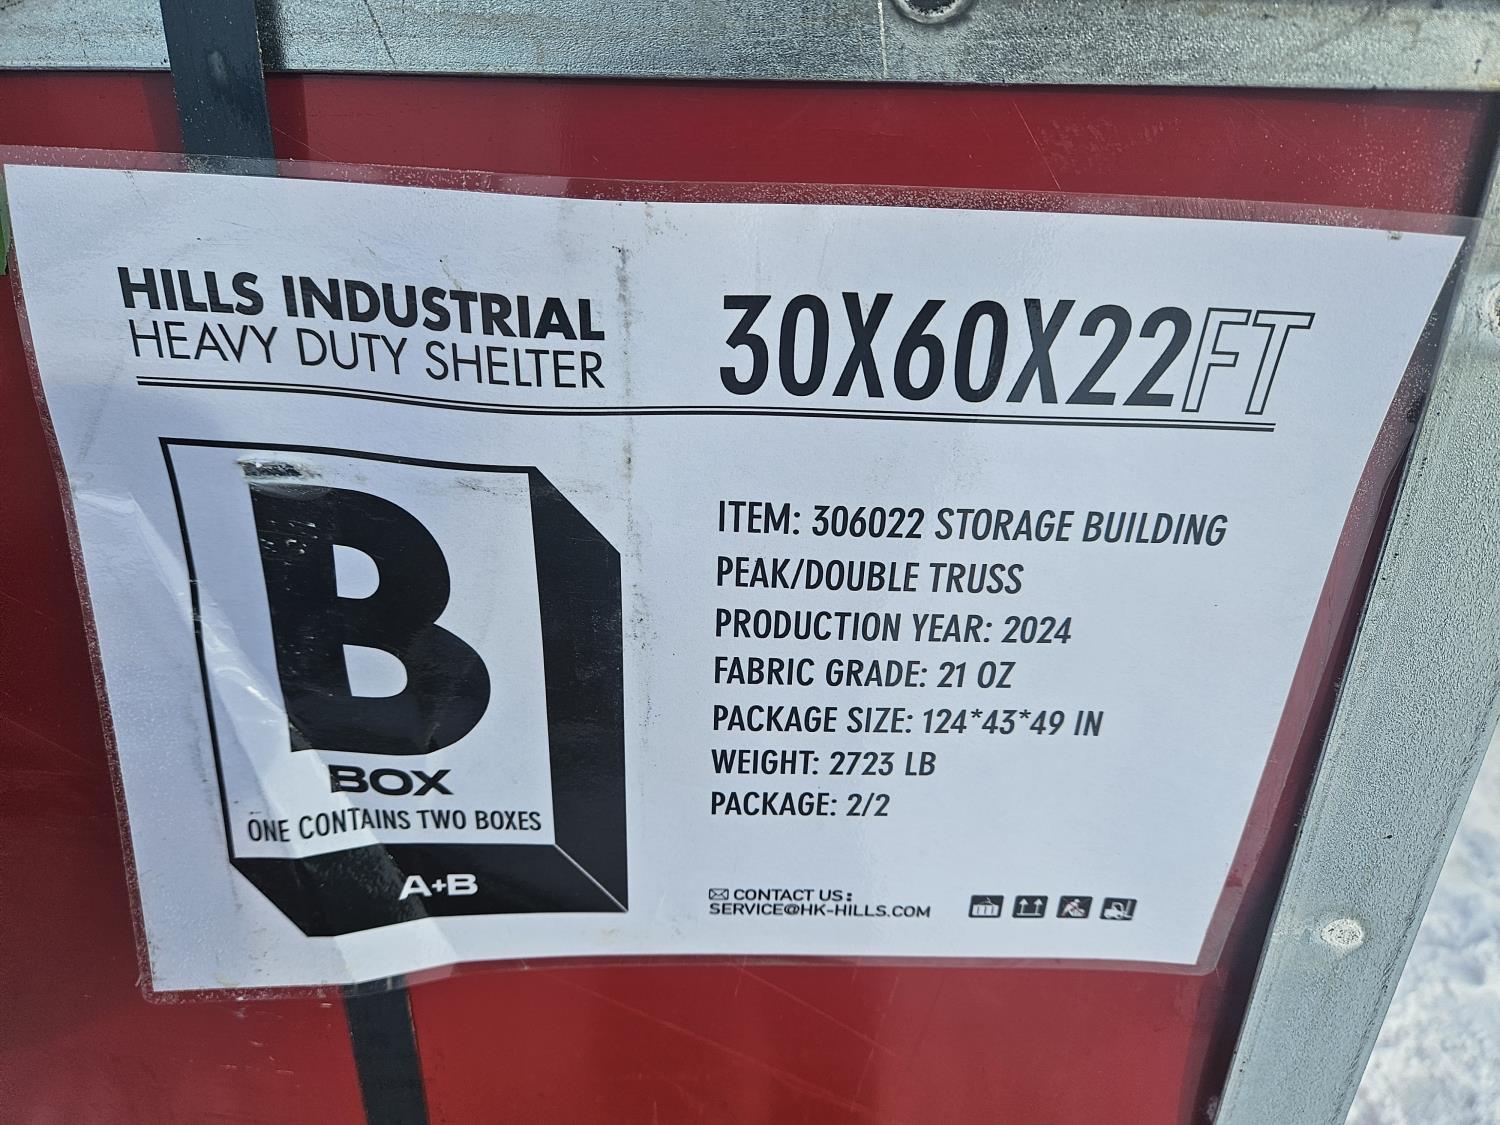 HILLS INDUSTRIAL
HEAVY DUTY SHELTER
30X60X22FT
B
BOX
ONE CONTAINS TWO BOXES
A+B
ITEM: 306022 STORAGE BUILDING
PEAK/DOUBLE TRUSS
PRODUCTION YEAR: 2024
FABRIC GRADE: 21 OZ
PACKAGE SIZE: 124*43*49 IN
WEIGHT: 2723 LB
PACKAGE: 2/2
CONTACT US:
SERVICE@HK-HILLS.COM